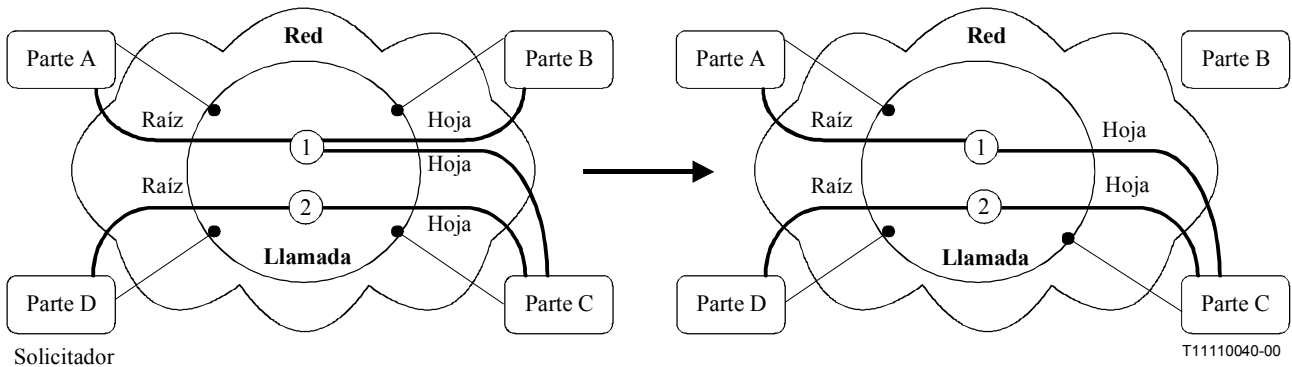 Red
Parte A
Parte B
Raíz
Hoja
1
Hoja
Raíz
2
Hoja
Llamada
Parte D
Parte C
Solicitador
Red
Parte A
Parte B
Raíz
Hoja
1
Raíz
Hoja
2
Llamada
Parte D
Parte C
T11110040-00